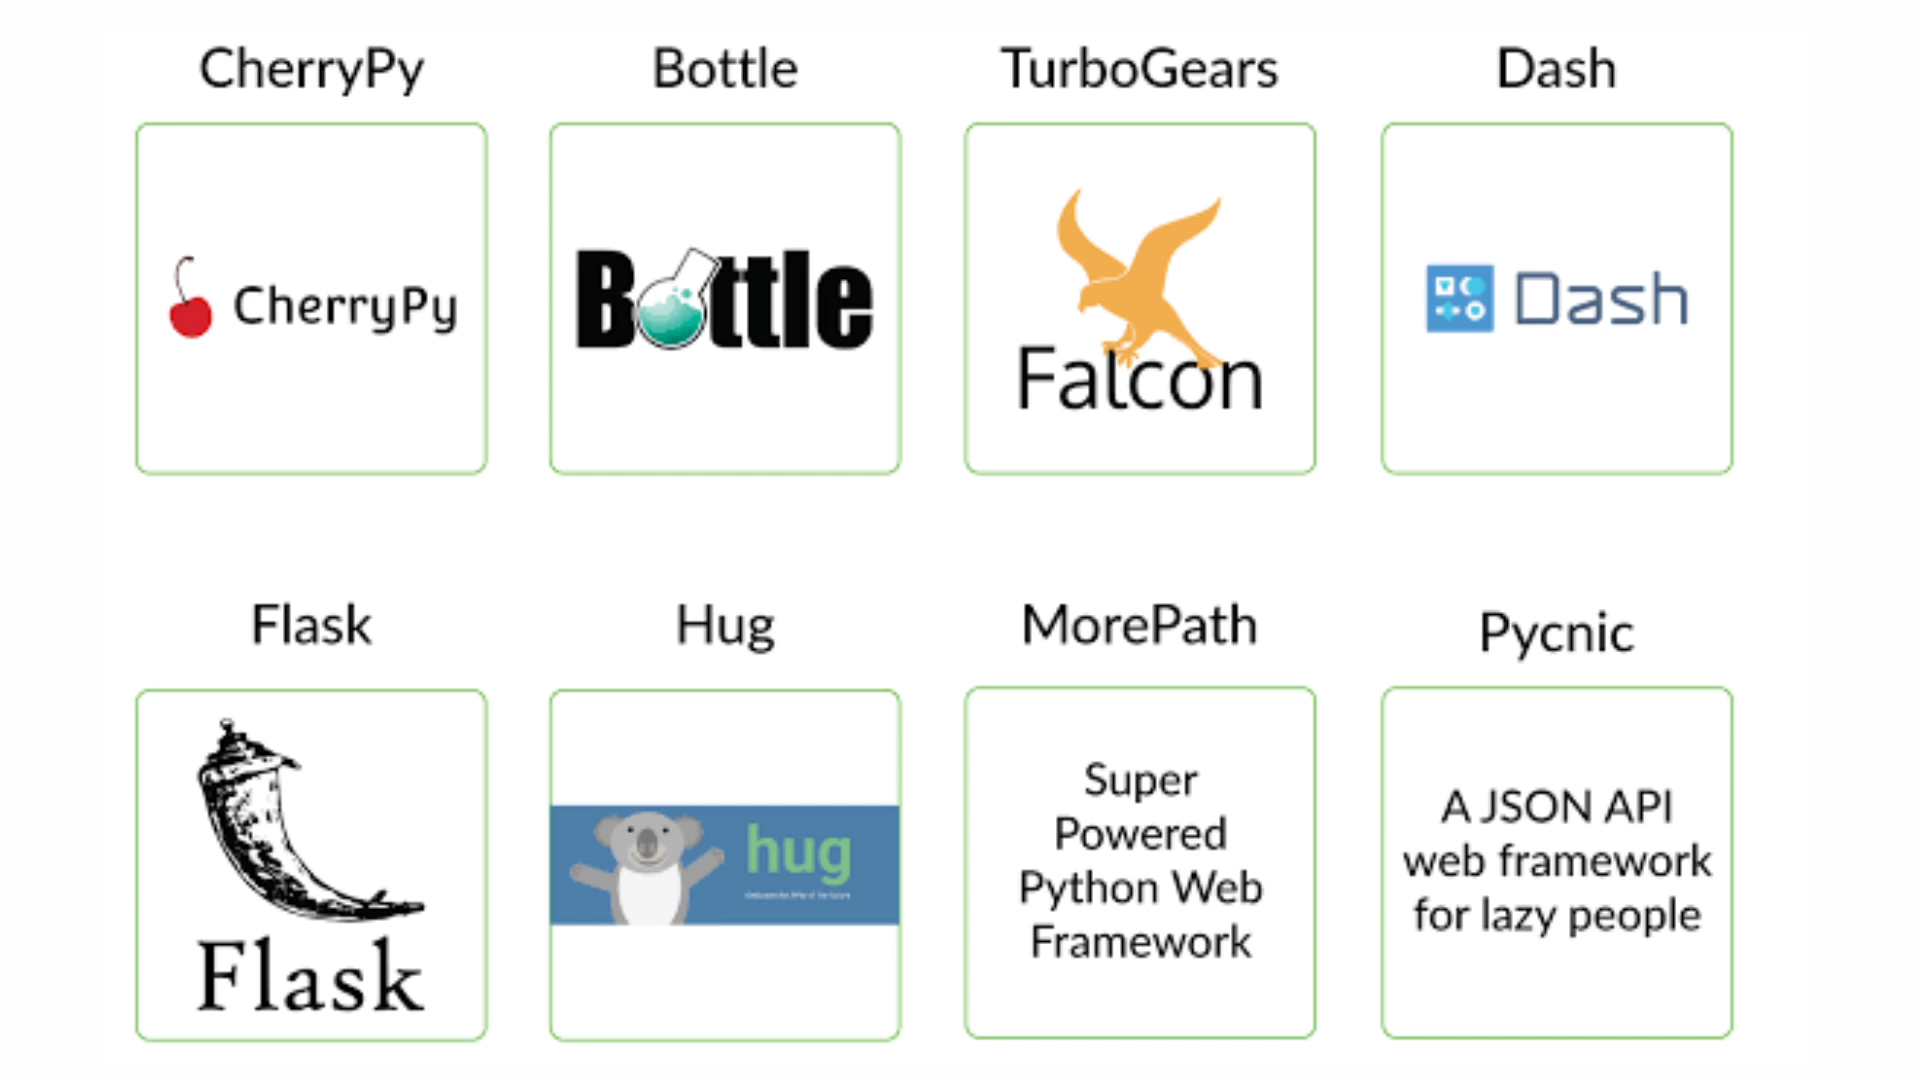 CherryPy
Bottle
TurboGears
Dash
CherryPy
Bottle
Falcon
Dash
Flask
Hug
MorePath
Pycnic
Flask
hug
Super
Powered
Python Web
Framework
A JSON API
web framework
for lazy people